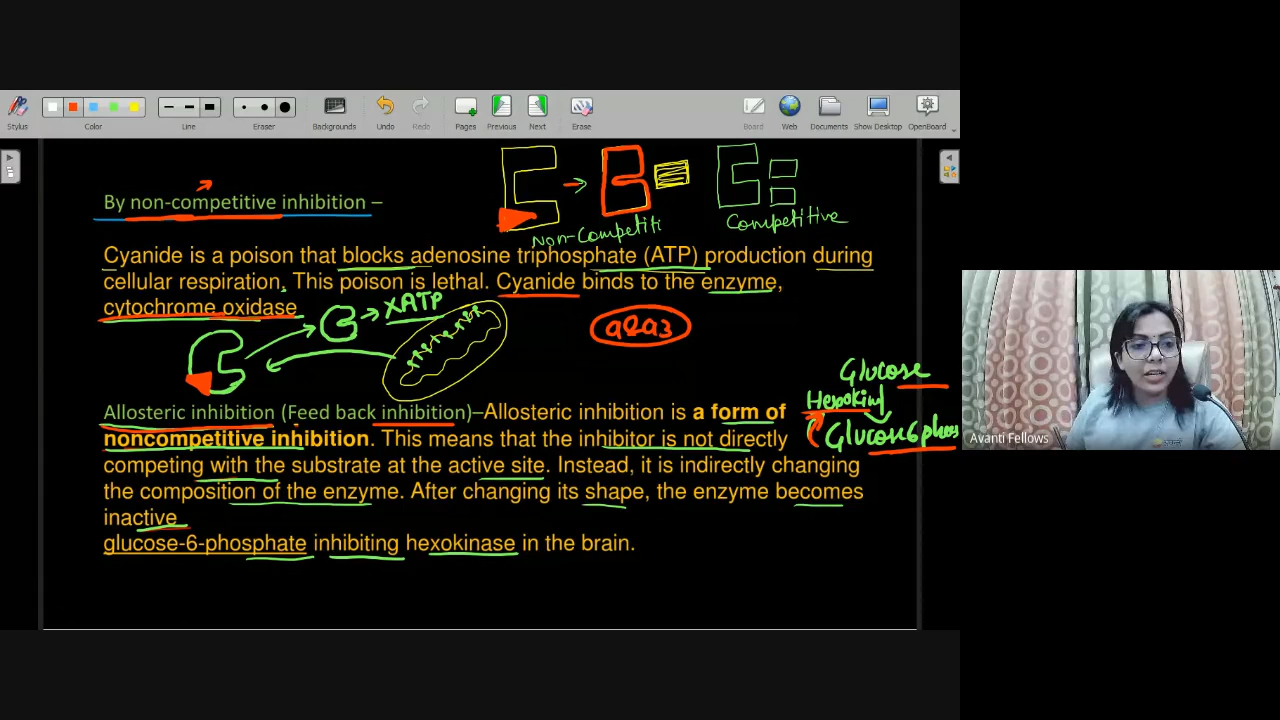 Stylus
Color
Line
Eraser
Backgrounds
Undo
Redo
Pages
Previous
Next
Erase
Board
Web
Documents
Show Desktop
OpenBoard
By non-competitive inhibition –
Non-Competiti
Competitive
Cyanide is a poison that blocks adenosine triphosphate (ATP) production during
cellular respiration. This poison is lethal. Cyanide binds to the enzyme,
cytochrome oxidase
XATP
a&a3
Glucose
Allosteric inhibition (Feed back inhibition)–Allosteric inhibition is a form of
noncompetitive inhibition. This means that the inhibitor is not directly
Glucose 6 phos
Avanti Fellows
competing with the substrate at the active site. Instead, it is indirectly changing
the composition of the enzyme. After changing its shape, the enzyme becomes
inactive
glucose-6-phosphate inhibiting hexokinase in the brain.